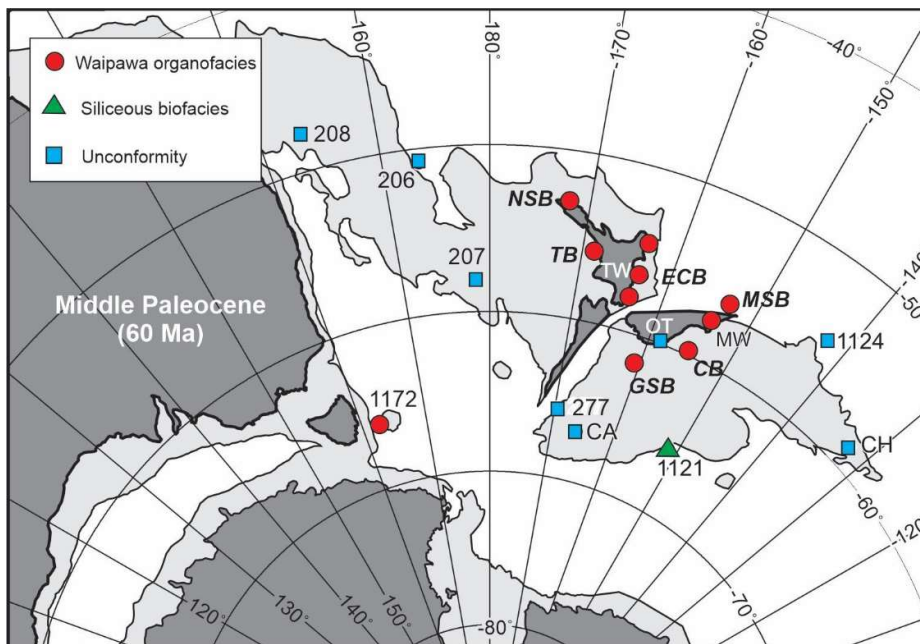 Waipawa organofacies
Siliceous biofacies
Unconformity
160°
180°
-170°
-160°
-40°
-150°
208
206
NSB
TB
TW
ECB
207
-140°
-50°
MSB
Middle Paleocene
(60 Ma)
OT
MW
1124
CB
GSB
1172
277
CA
CH
1121
-60°
-120°
-70°
120°
130°
140°
150°
-80°